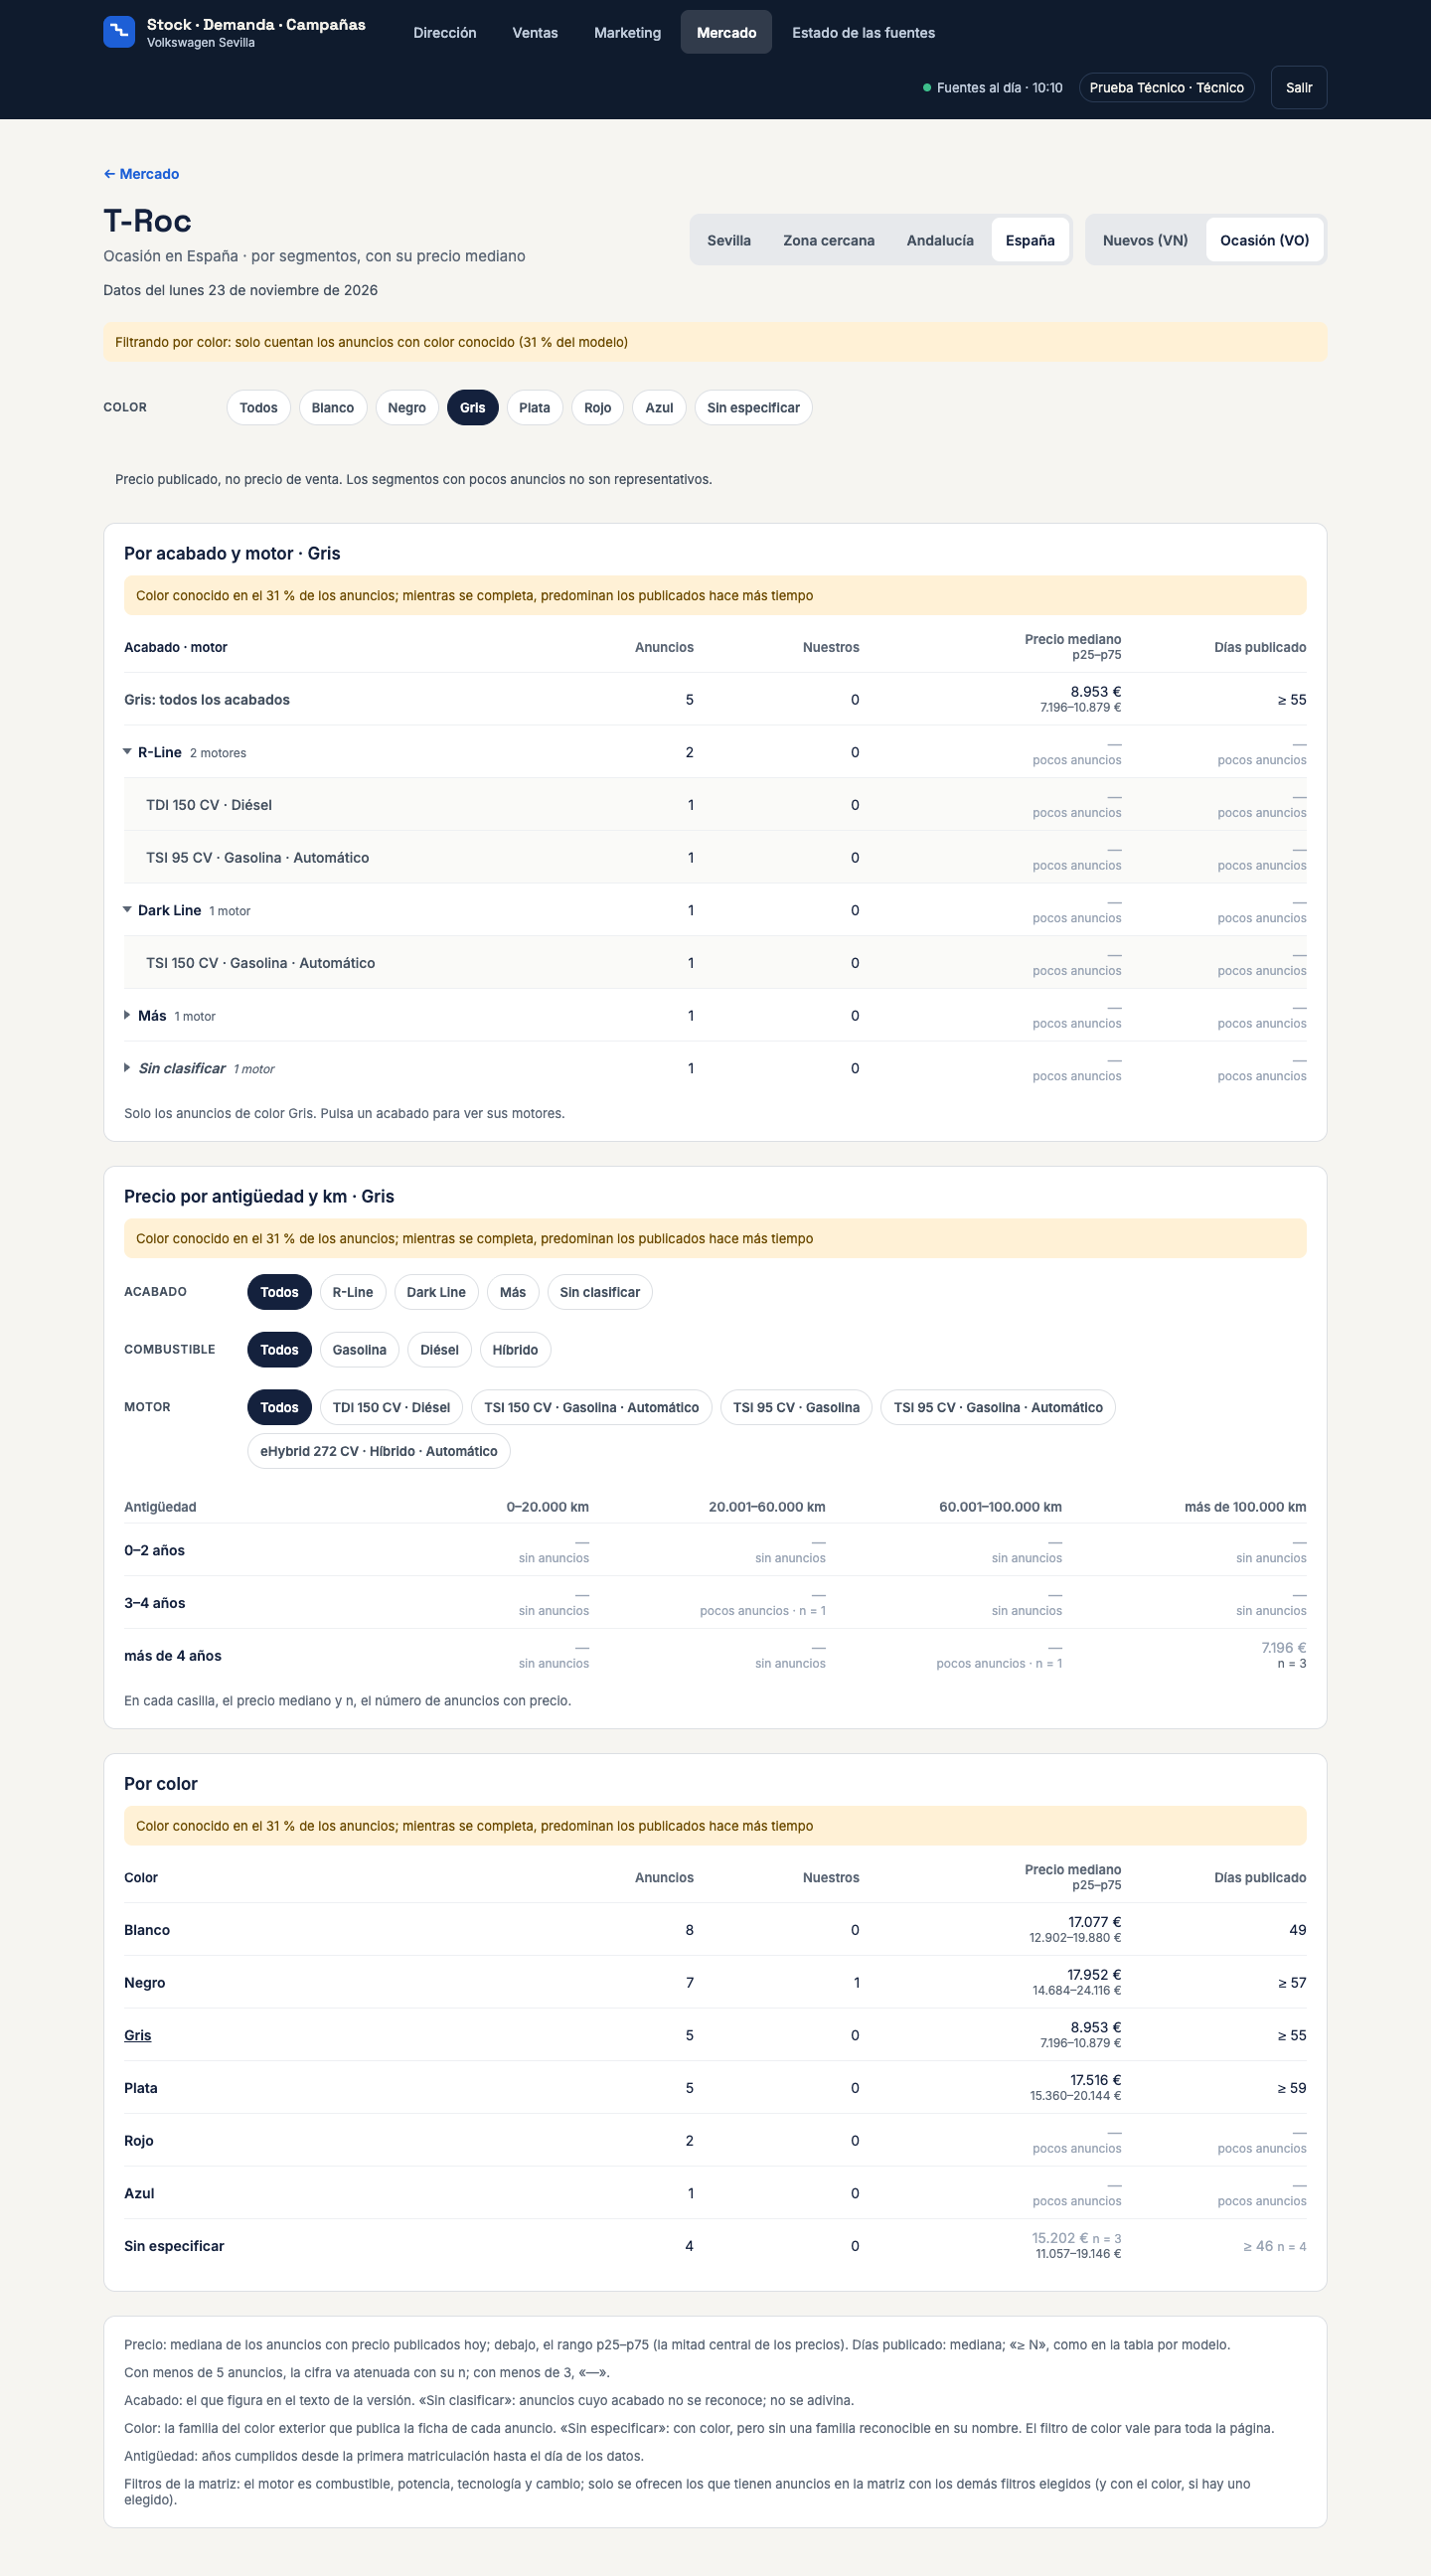 Stock · Demanda · Campañas
Volkswagen Sevilla
Dirección Ventas Marketing Mercado Estado de las fuentes
Fuentes al día · 10:10 Prueba Técnico · Técnico Salir
← Mercado
T-Roc
Ocasión en España · por segmentos, con su precio mediano
Sevilla Zona cercana Andalucía España Nuevos (VN) Ocasión (VO)
Datos del lunes 23 de noviembre de 2026
Filtrando por color: solo cuentan los anuncios con color conocido (31 % del modelo)
COLOR Todos Blanco Negro Gris Plata Rojo Azul Sin especificar
Precio publicado, no precio de venta. Los segmentos con pocos anuncios no son representativos.
Por acabado y motor · Gris
Color conocido en el 31 % de los anuncios; mientras se completa, predominan los publicados hace más tiempo
Acabado · motor Anuncios Nuestros Precio mediano Días publicado
p25–p75
Gris: todos los acabados 5 0 8.953 € ≥ 55
7.196–10.879 €
R-Line 2 motores 2 0 — —
pocos anuncios pocos anuncios
TDI 150 CV · Diésel 1 0 — —
pocos anuncios pocos anuncios
TSI 95 CV · Gasolina · Automático 1 0 — —
pocos anuncios pocos anuncios
Dark Line 1 motor 1 0 — —
pocos anuncios pocos anuncios
TSI 150 CV · Gasolina · Automático 1 0 — —
pocos anuncios pocos anuncios
Más 1 motor 1 0 — —
pocos anuncios pocos anuncios
Sin clasificar 1 motor 1 0 — —
pocos anuncios pocos anuncios
Solo los anuncios de color Gris. Pulsa un acabado para ver sus motores.
Precio por antigüedad y km · Gris
Color conocido en el 31 % de los anuncios; mientras se completa, predominan los publicados hace más tiempo
ACABADO Todos R-Line Dark Line Más Sin clasificar
COMBUSTIBLE Todos Gasolina Diésel Híbrido
MOTOR Todos TDI 150 CV · Diésel TSI 150 CV · Gasolina · Automático TSI 95 CV · Gasolina TSI 95 CV · Gasolina · Automático
eHybrid 272 CV · Híbrido · Automático
Antigüedad 0–20.000 km 20.001–60.000 km 60.001–100.000 km más de 100.000 km
0–2 años — — — —
sin anuncios sin anuncios sin anuncios sin anuncios
3–4 años — — — —
sin anuncios pocos anuncios · n = 1 sin anuncios sin anuncios
más de 4 años — — — 7.196 €
sin anuncios sin anuncios pocos anuncios · n = 1 n = 3
En cada casilla, el precio mediano y n, el número de anuncios con precio.
Por color
Color conocido en el 31 % de los anuncios; mientras se completa, predominan los publicados hace más tiempo
Color Anuncios Nuestros Precio mediano Días publicado
p25–p75
Blanco 8 0 17.077 € 49
12.902–19.880 €
Negro 7 1 17.952 € ≥ 57
14.684–24.116 €
Gris 5 0 8.953 € ≥ 55
7.196–10.879 €
Plata 5 0 17.516 € ≥ 59
15.360–20.144 €
Rojo 2 0 — —
pocos anuncios pocos anuncios
Azul 1 0 — —
pocos anuncios pocos anuncios
Sin especificar 4 0 15.202 € n = 3 ≥ 46 n = 4
11.057–19.146 €
Precio: mediana de los anuncios con precio publicados hoy; debajo, el rango p25–p75 (la mitad central de los precios). Días publicado: mediana; «≥ N», como en la tabla por modelo.
Con menos de 5 anuncios, la cifra va atenuada con su n; con menos de 3, «—».
Acabado: el que figura en el texto de la versión. «Sin clasificar»: anuncios cuyo acabado no se reconoce; no se adivina.
Color: la familia del color exterior que publica la ficha de cada anuncio. «Sin especificar»: con color, pero sin una familia reconocible en su nombre. El filtro de color vale para toda la página.
Antigüedad: años cumplidos desde la primera matriculación hasta el día de los datos.
Filtros de la matriz: el motor es combustible, potencia, tecnología y cambio; solo se ofrecen los que tienen anuncios en la matriz con los demás filtros elegidos (y con el color, si hay uno
elegido).